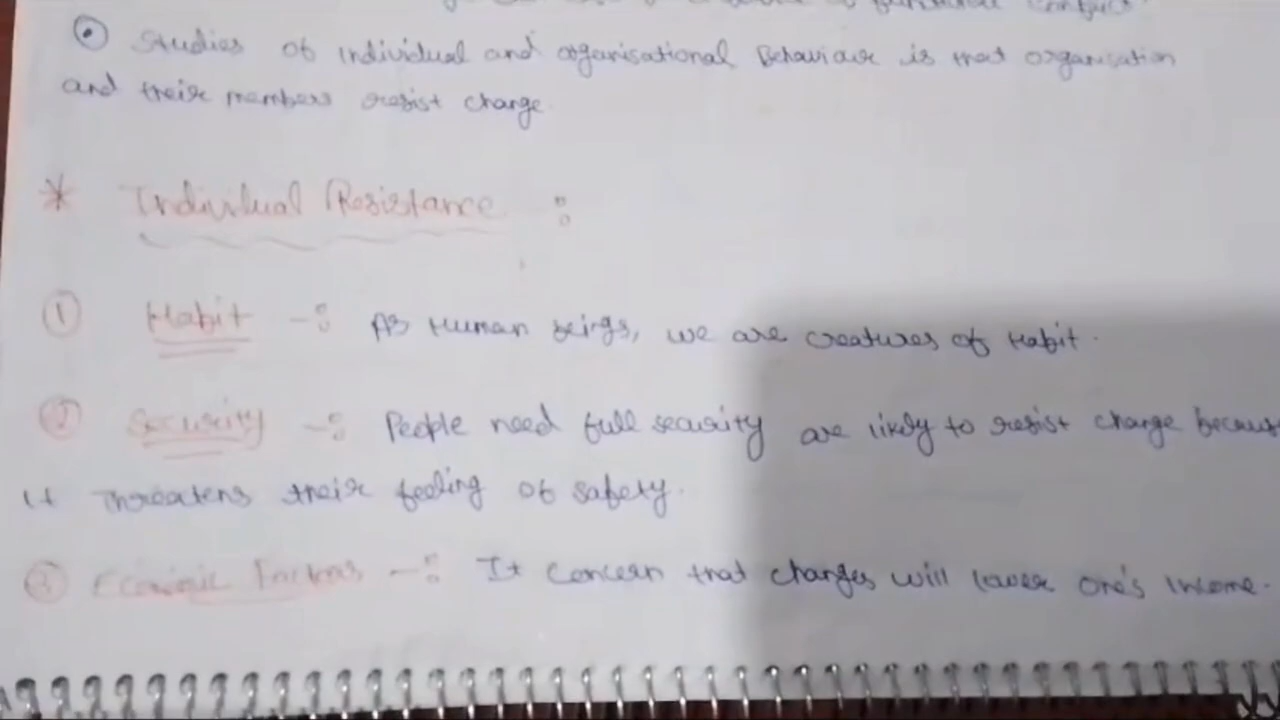 functional conflict
⊙ Studies of individual and organisational Behaviour is that organisation
and their members resist change.
* Individual Resistance :
① Habit -: As Human Beings, we are creatures of Habit.
② Security -: People need full security are likely to resist change because
it Threatens their feeling of safety.
③ Economic Factors -: It concern that changes will lower one's Income.